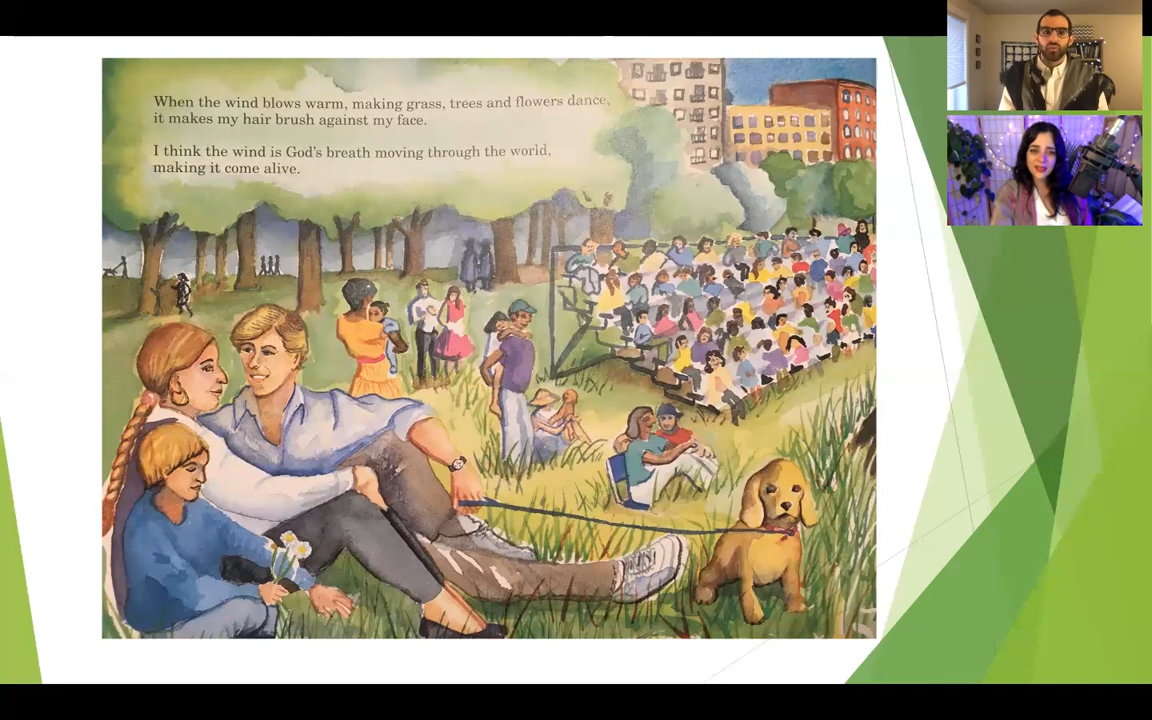 When the wind blows warm, making grass, trees and flowers dance,
it makes my hair brush against my face.
I think the wind is God's breath moving through the world,
making it come alive.